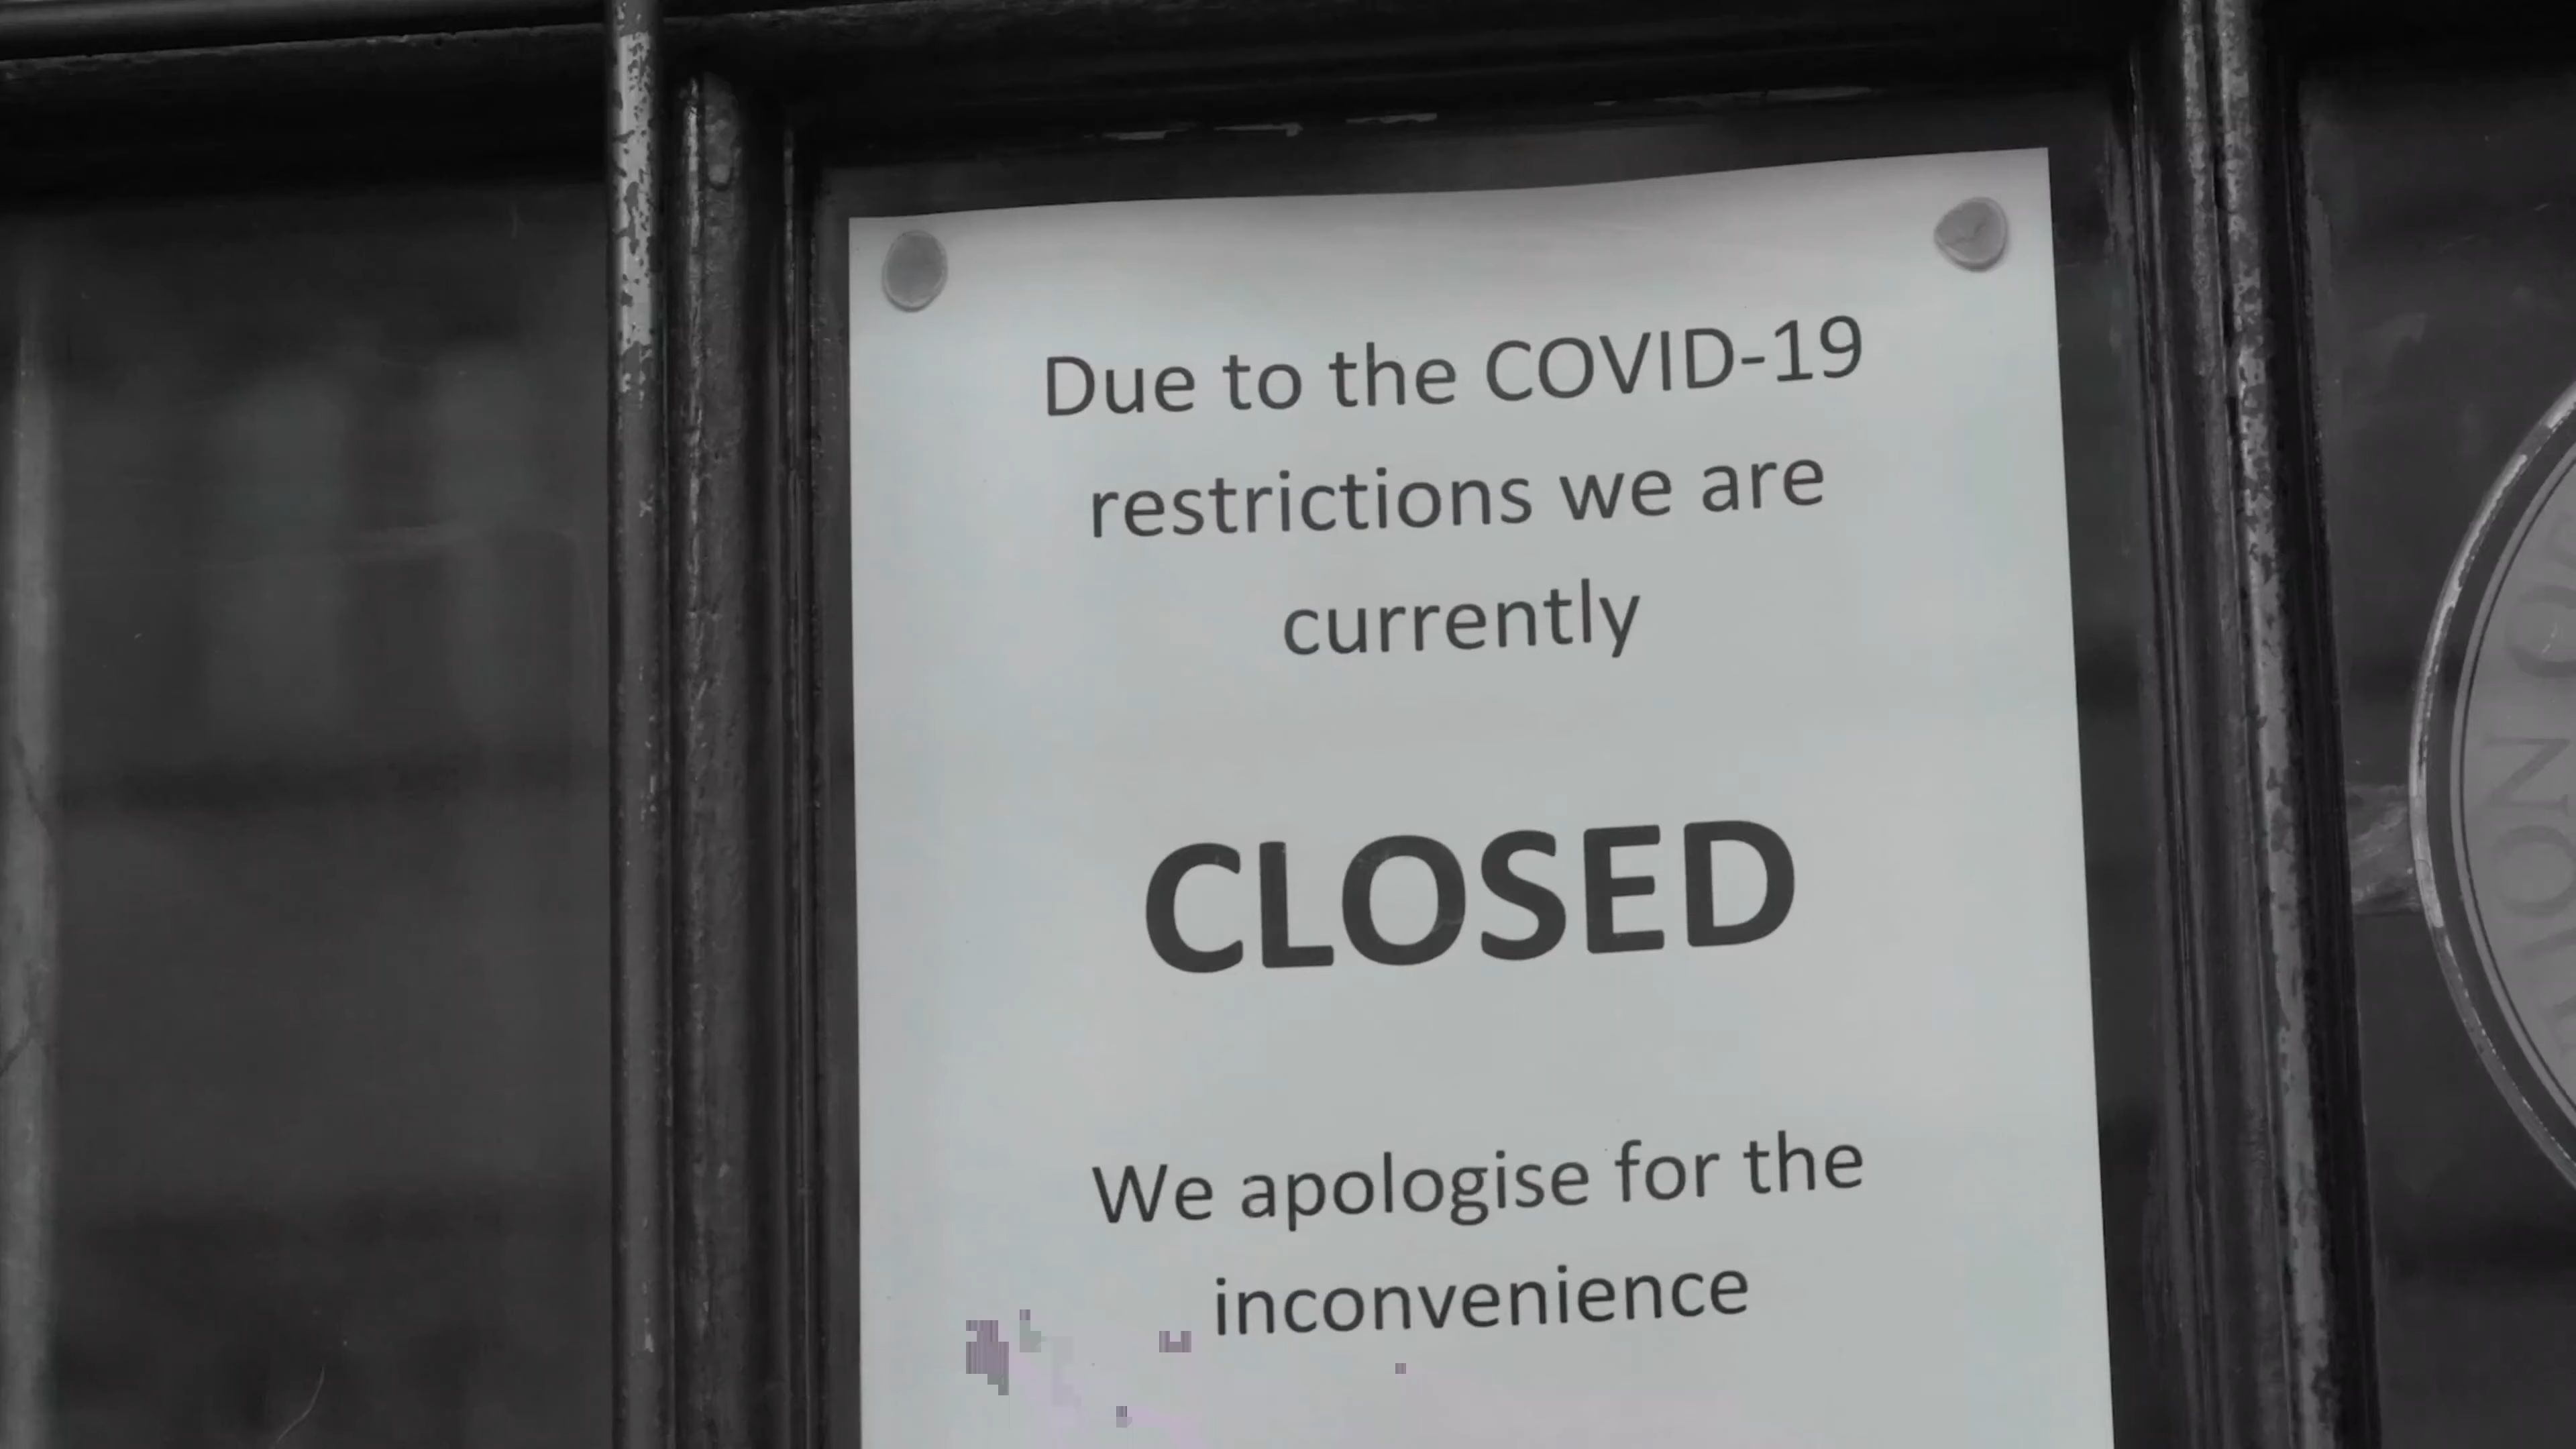 Due to the COVID-19
restrictions we are
currently
CLOSED
We apologise for the
inconvenience